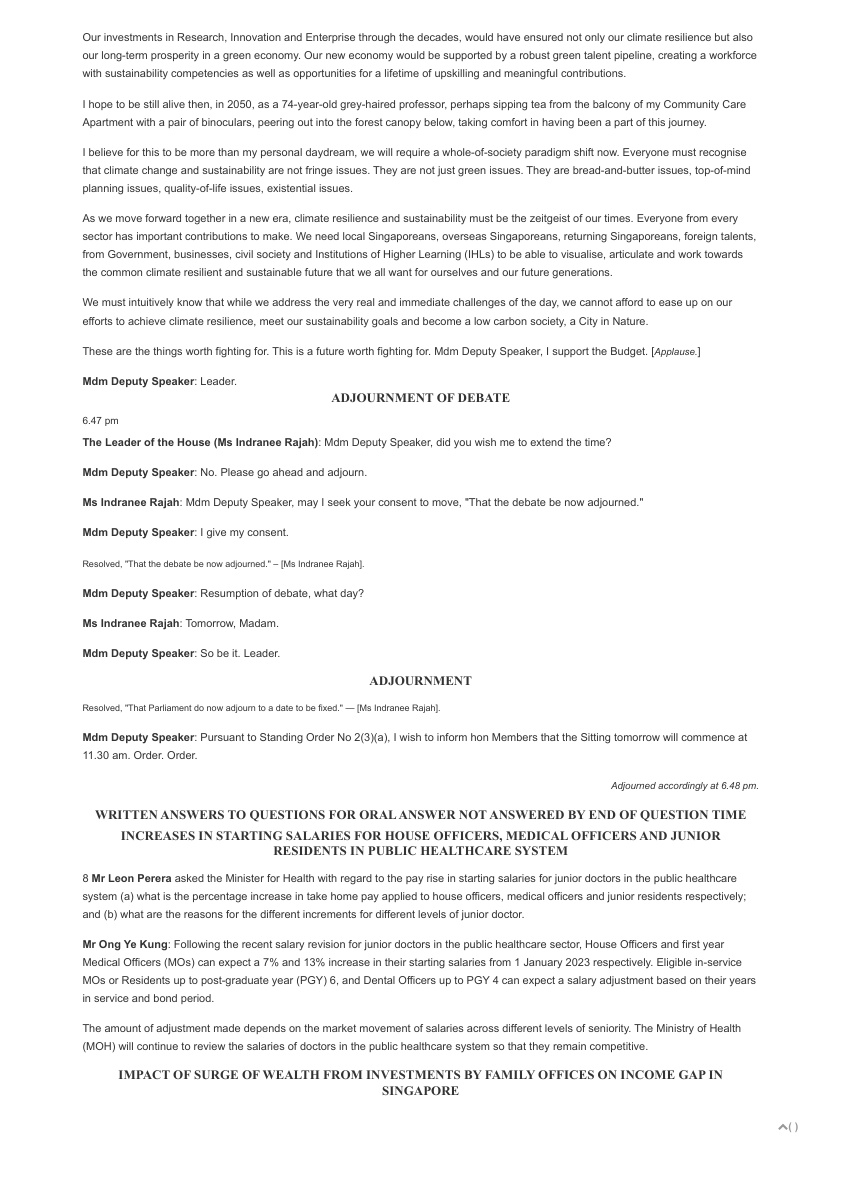 Our investments in Research, Innovation and Enterprise through the decades, would have ensured not only our climate resilience but also
our long-term prosperity in a green economy. Our new economy would be supported by a robust green talent pipeline, creating a workforce
with sustainability competencies as well as opportunities for a lifetime of upskilling and meaningful contributions.
I hope to be still alive then, in 2050, as a 74-year-old grey-haired professor, perhaps sipping tea from the balcony of my Community Care
Apartment with a pair of binoculars, peering out into the forest canopy below, taking comfort in having been a part of this journey.
I believe for this to be more than my personal daydream, we will require a whole-of-society paradigm shift now. Everyone must recognise
that climate change and sustainability are not fringe issues. They are not just green issues. They are bread-and-butter issues, top-of-mind
planning issues, quality-of-life issues, existential issues.
As we move forward together in a new era, climate resilience and sustainability must be the zeitgeist of our times. Everyone from every
sector has important contributions to make. We need local Singaporeans, overseas Singaporeans, returning Singaporeans, foreign talents,
from Government, businesses, civil society and Institutions of Higher Learning (IHLs) to be able to visualise, articulate and work towards
the common climate resilient and sustainable future that we all want for ourselves and our future generations.
We must intuitively know that while we address the very real and immediate challenges of the day, we cannot afford to ease up on our
efforts to achieve climate resilience, meet our sustainability goals and become a low carbon society, a City in Nature.
These are the things worth fighting for. This is a future worth fighting for. Mdm Deputy Speaker, I support the Budget. [Applause.]
Mdm Deputy Speaker: Leader.
ADJOURNMENT OF DEBATE
6.47 pm
The Leader of the House (Ms Indranee Rajah): Mdm Deputy Speaker, did you wish me to extend the time?
Mdm Deputy Speaker: No. Please go ahead and adjourn.
Ms Indranee Rajah: Mdm Deputy Speaker, may I seek your consent to move, "That the debate be now adjourned."
Mdm Deputy Speaker: I give my consent.
Resolved, "That the debate be now adjourned." – [Ms Indranee Rajah].
Mdm Deputy Speaker: Resumption of debate, what day?
Ms Indranee Rajah: Tomorrow, Madam.
Mdm Deputy Speaker: So be it. Leader.
ADJOURNMENT
Resolved, "That Parliament do now adjourn to a date to be fixed." — [Ms Indranee Rajah].
Mdm Deputy Speaker: Pursuant to Standing Order No 2(3)(a), I wish to inform hon Members that the Sitting tomorrow will commence at
11.30 am. Order. Order.
Adjourned accordingly at 6.48 pm.
WRITTEN ANSWERS TO QUESTIONS FOR ORAL ANSWER NOT ANSWERED BY END OF QUESTION TIME
INCREASES IN STARTING SALARIES FOR HOUSE OFFICERS, MEDICAL OFFICERS AND JUNIOR
RESIDENTS IN PUBLIC HEALTHCARE SYSTEM
8 Mr Leon Perera asked the Minister for Health with regard to the pay rise in starting salaries for junior doctors in the public healthcare
system (a) what is the percentage increase in take home pay applied to house officers, medical officers and junior residents respectively;
and (b) what are the reasons for the different increments for different levels of junior doctor.
Mr Ong Ye Kung: Following the recent salary revision for junior doctors in the public healthcare sector, House Officers and first year
Medical Officers (MOs) can expect a 7% and 13% increase in their starting salaries from 1 January 2023 respectively. Eligible in-service
MOs or Residents up to post-graduate year (PGY) 6, and Dental Officers up to PGY 4 can expect a salary adjustment based on their years
in service and bond period.
The amount of adjustment made depends on the market movement of salaries across different levels of seniority. The Ministry of Health
(MOH) will continue to review the salaries of doctors in the public healthcare system so that they remain competitive.
IMPACT OF SURGE OF WEALTH FROM INVESTMENTS BY FAMILY OFFICES ON INCOME GAP IN
SINGAPORE
( )